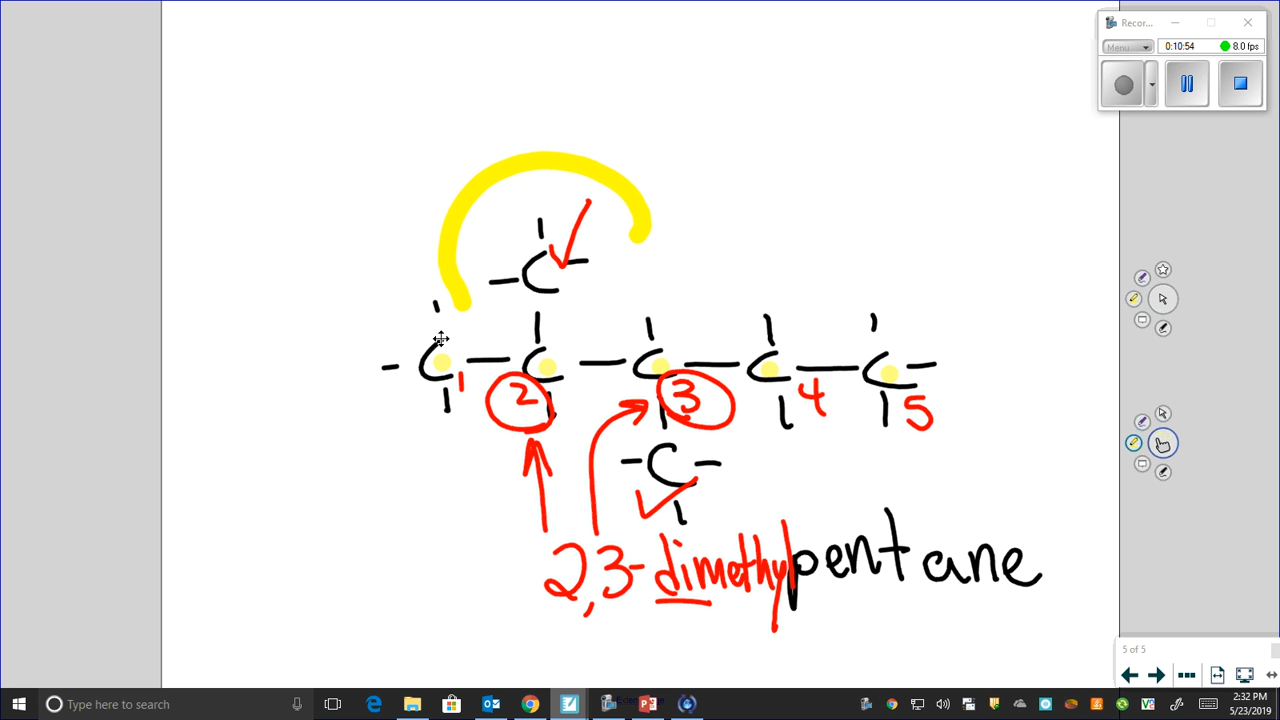 Recor...
Menu
0:10:54
8.0 fps
C
C C C C C
1 2 3 4 5
C
2,3-dimethylpentane
5 of 5
Type here to search
2:32 PM
5/23/2019